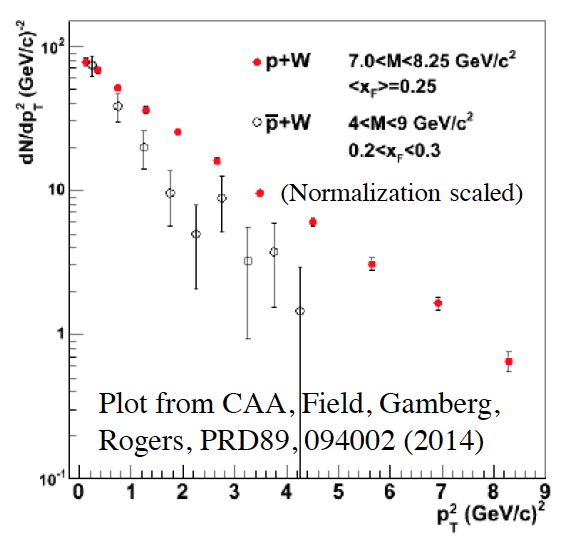 dN/dp²_T (GeV/c)⁻²
10²
10
1
10⁻¹
p+W 7.0<M<8.25 GeV/c²
<x_F>=0.25
p̅+W 4<M<9 GeV/c²
0.2<x_F<0.3
(Normalization scaled)
Plot from CAA, Field, Gamberg,
Rogers, PRD89, 094002 (2014)
0 1 2 3 4 5 6 7 8 9
p²_T (GeV/c)²